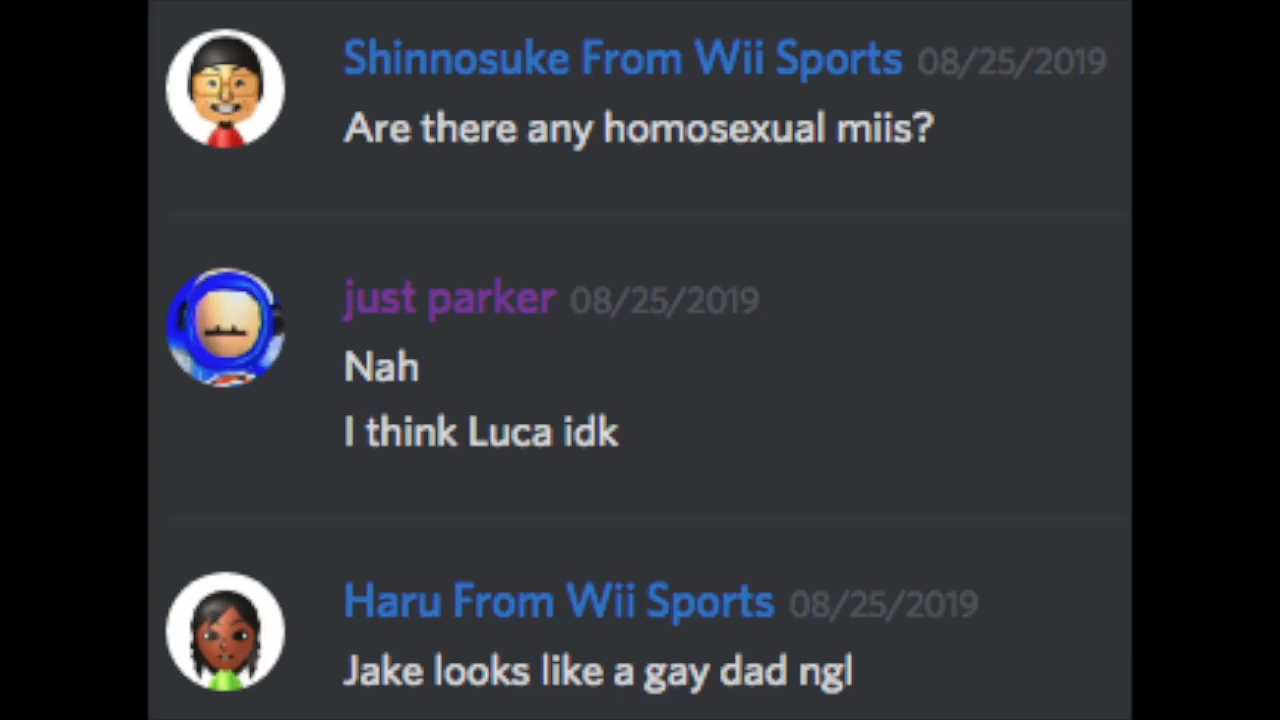 Shinnosuke From Wii Sports 08/25/2019
Are there any homosexual miis?
just parker 08/25/2019
Nah
I think Luca idk
Haru From Wii Sports 08/25/2019
Jake looks like a gay dad ngl